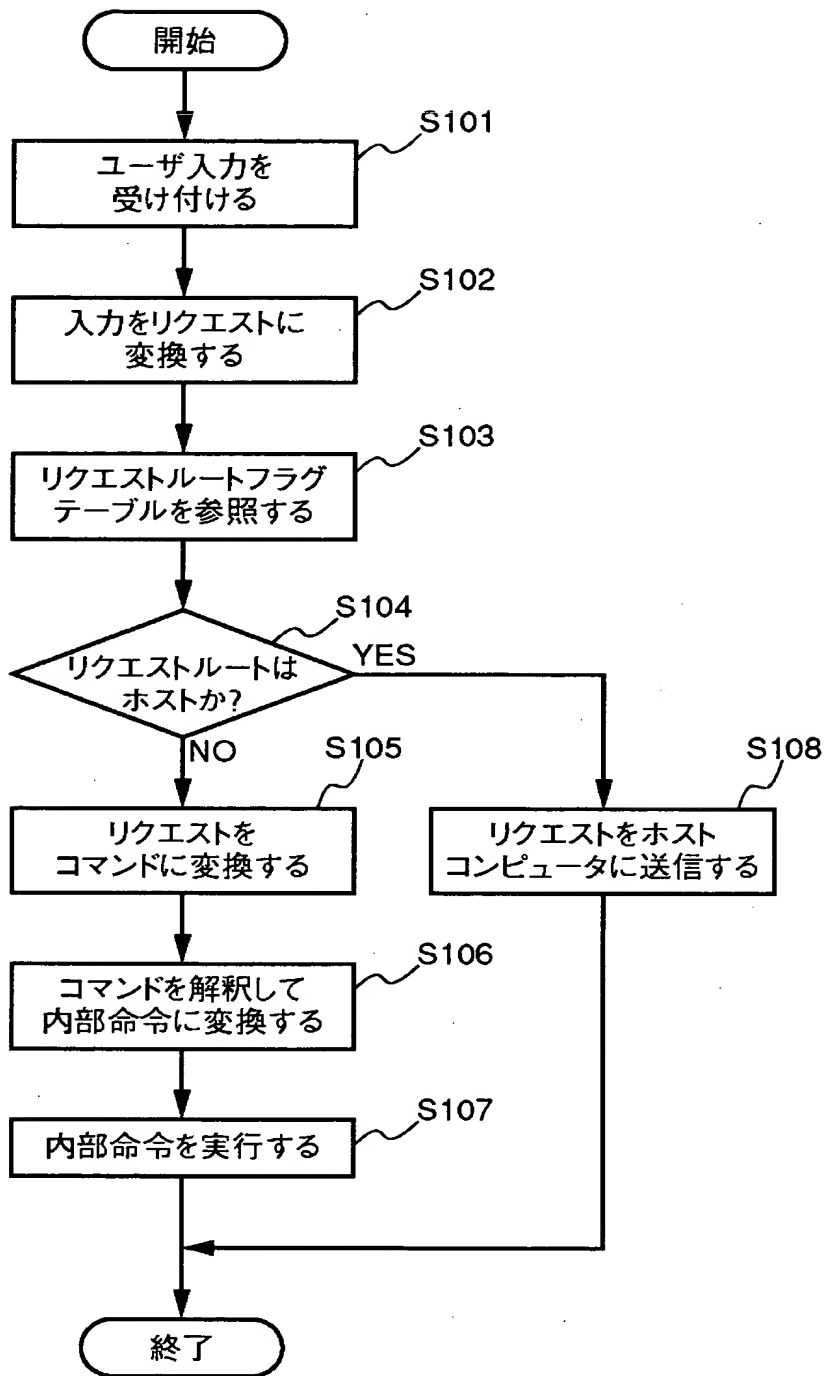 開始
S101
ユーザ入力を
受け付ける
S102
入力をリクエストに
変換する
S103
リクエストルートフラグ
テーブルを参照する
S104
リクエストルートは
ホストか?
YES
NO
S105
リクエストを
コマンドに変換する
S108
リクエストをホスト
コンピュータに送信する
S106
コマンドを解釈して
内部命令に変換する
S107
内部命令を実行する
終了